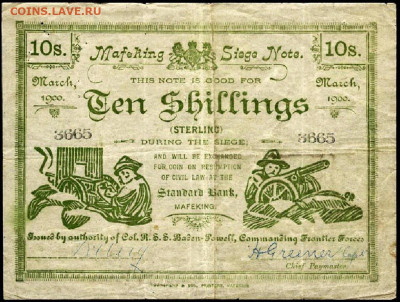 COINS.LAVE.RU
10s. Mafeking Siege Note. 10s.
March, 1900.
March, 1900.
THIS NOTE IS GOOD FOR
Ten Shillings
(STERLING)
3665
3665
DURING THE SIEGE;
AND WILL BE EXCHANGED
FOR COIN ON RESUMPTION
OF CIVIL LAW AT THE
Standard Bank,
MAFEKING.
Issued by authority of Col. R. S. S. Baden-Powell, Commanding Frontier Forces
H Greener Capt
Chief Paymaster